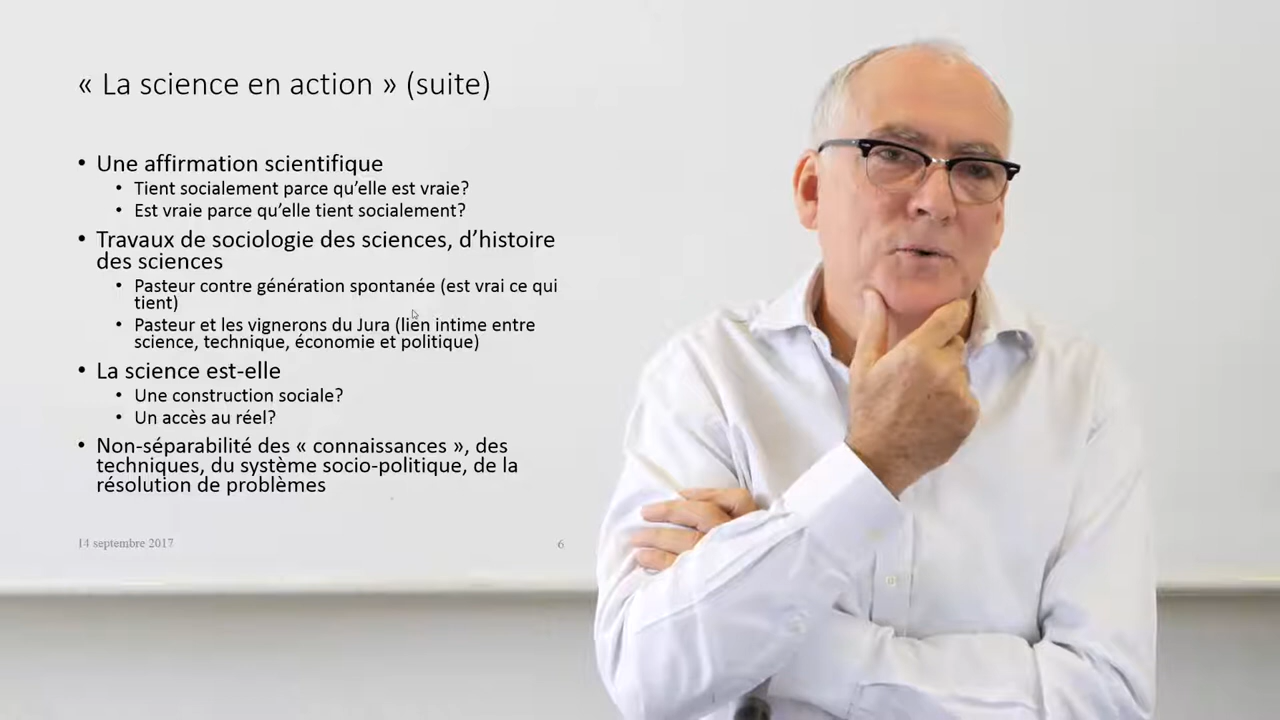 « La science en action » (suite)
• Une affirmation scientifique
• Tient socialement parce qu’elle est vraie?
• Est vraie parce qu’elle tient socialement?
• Travaux de sociologie des sciences, d’histoire
des sciences
• Pasteur contre génération spontanée (est vrai ce qui
tient)
• Pasteur et les vignerons du Jura (lien intime entre
science, technique, économie et politique)
• La science est-elle
• Une construction sociale?
• Un accès au réel?
• Non-séparabilité des « connaissances », des
techniques, du système socio-politique, de la
résolution de problèmes
14 septembre 2017
6